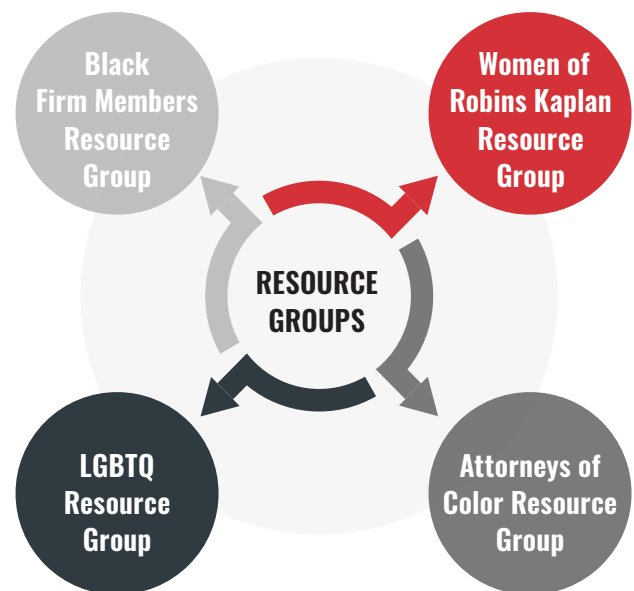 Black
Firm Members
Resource
Group
Women of
Robins Kaplan
Resource
Group
RESOURCE
GROUPS
LGBTQ
Resource
Group
Attorneys of
Color Resource
Group